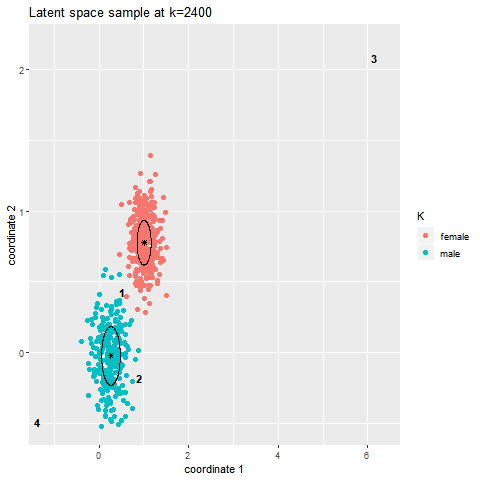 Latent space sample at k=2400
3
2
K
female
male
1
coordinate 2
1
0
2
4
0
2
4
6
coordinate 1